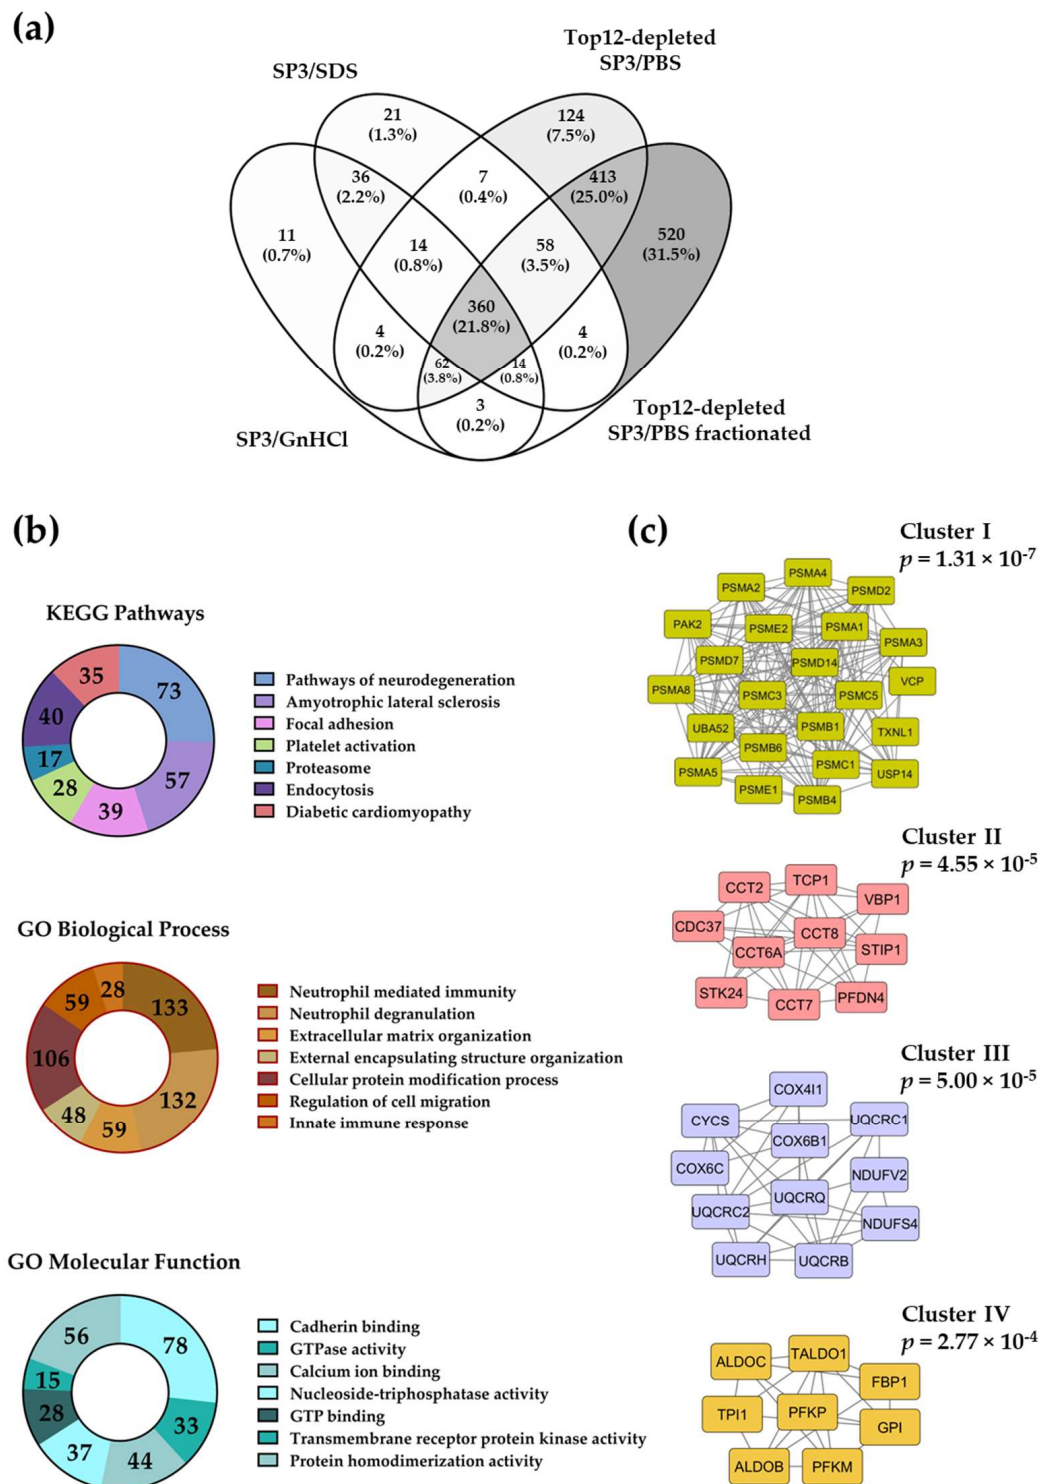 (a)
Top12-depleted
SP3/PBS
SP3/SDS
21
(1.3%)
124
(7.5%)
36
(2.2%)
7
(0.4%)
413
(25.0%)
11
(0.7%)
14
(0.8%)
58
(3.5%)
520
(31.5%)
360
(21.8%)
4
(0.2%)
4
(0.2%)
62
(3.8%)
14
(0.8%)
3
(0.2%)
SP3/GnHCl
Top12-depleted
SP3/PBS fractionated
(b)
KEGG Pathways
73
57
39
28
17
40
35
Pathways of neurodegeneration
Amyotrophic lateral sclerosis
Focal adhesion
Platelet activation
Proteasome
Endocytosis
Diabetic cardiomyopathy
GO Biological Process
133
132
59
48
106
59
28
Neutrophil mediated immunity
Neutrophil degranulation
Extracellular matrix organization
External encapsulating structure organization
Cellular protein modification process
Regulation of cell migration
Innate immune response
GO Molecular Function
78
33
44
37
28
15
56
Cadherin binding
GTPase activity
Calcium ion binding
Nucleoside-triphosphatase activity
GTP binding
Transmembrane receptor protein kinase activity
Protein homodimerization activity
(c)
Cluster I
p = 1.31 × 10-7
PSMA4
PSMA2
PSMD2
PAK2
PSME2
PSMA1
PSMA3
PSMD7
PSMD14
VCP
PSMA8
PSMC3
PSMC5
UBA52
PSMB1
TXNL1
PSMB6
PSMC1
PSMA5
USP14
PSME1
PSMB4
Cluster II
p = 4.55 × 10-5
TCP1
CCT2
VBP1
CDC37
CCT8
CCT6A
STIP1
STK24
CCT7
PFDN4
Cluster III
p = 5.00 × 10-5
COX4I1
CYCS
UQCRC1
COX6B1
COX6C
NDUFV2
UQCRQ
UQCRC2
NDUFS4
UQCRH
UQCRB
Cluster IV
p = 2.77 × 10-4
TALDO1
ALDOC
FBP1
TPI1
PFKP
GPI
ALDOB
PFKM